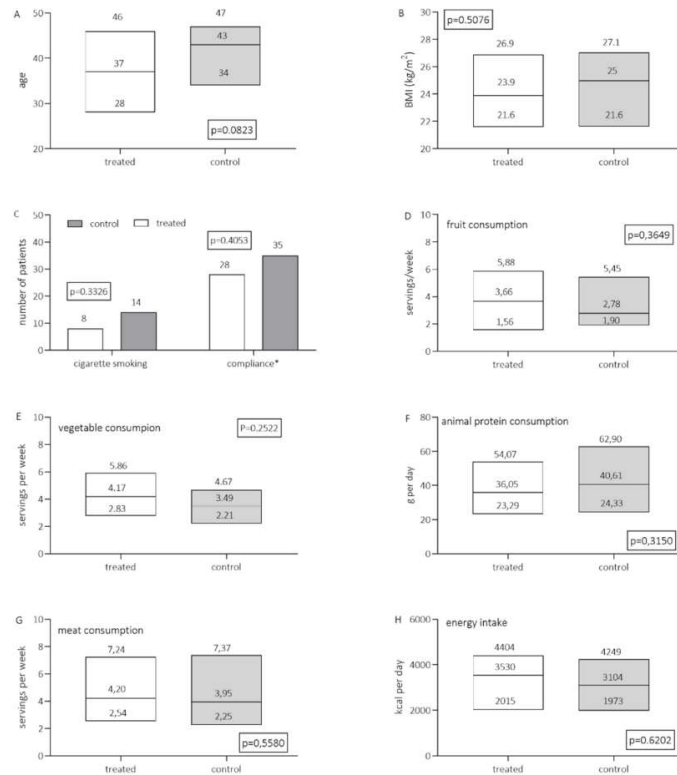 A
50
46
47
43
40
37
34
age
30
28
p=0.0823
20
treated
control
B
30
p=0.5076
28
26.9
27.1
26
25
BMI (kg/m²)
24
23.9
22
21.6
21.6
20
treated
control
C
50
control
treated
40
p=0.4053
35
number of patients
30
28
20
p=0.3326
14
10
8
0
cigarette smoking
compliance*
D
10
fruit consumption
p=0,3649
8
servings/week
6
5,88
5,45
4
3,66
2,78
2
1,56
1,90
0
treated
control
E
10
vegetable consumpion
P=0.2522
8
servings per week
6
5.86
4.67
4
4.17
3.49
2.83
2.21
2
0
treated
control
F
80
animal protein consumption
62,90
60
54,07
g per day
40
36,05
40,61
23,29
24,33
20
p=0,3150
0
treated
control
G
10
meat consumption
8
7,24
7,37
servings per week
6
4
4,20
3,95
2,54
2,25
2
p=0,5580
0
treated
control
H
6000
energy intake
4404
4249
4000
3530
3104
kcal per day
2015
1973
2000
p=0.6202
0
treated
control